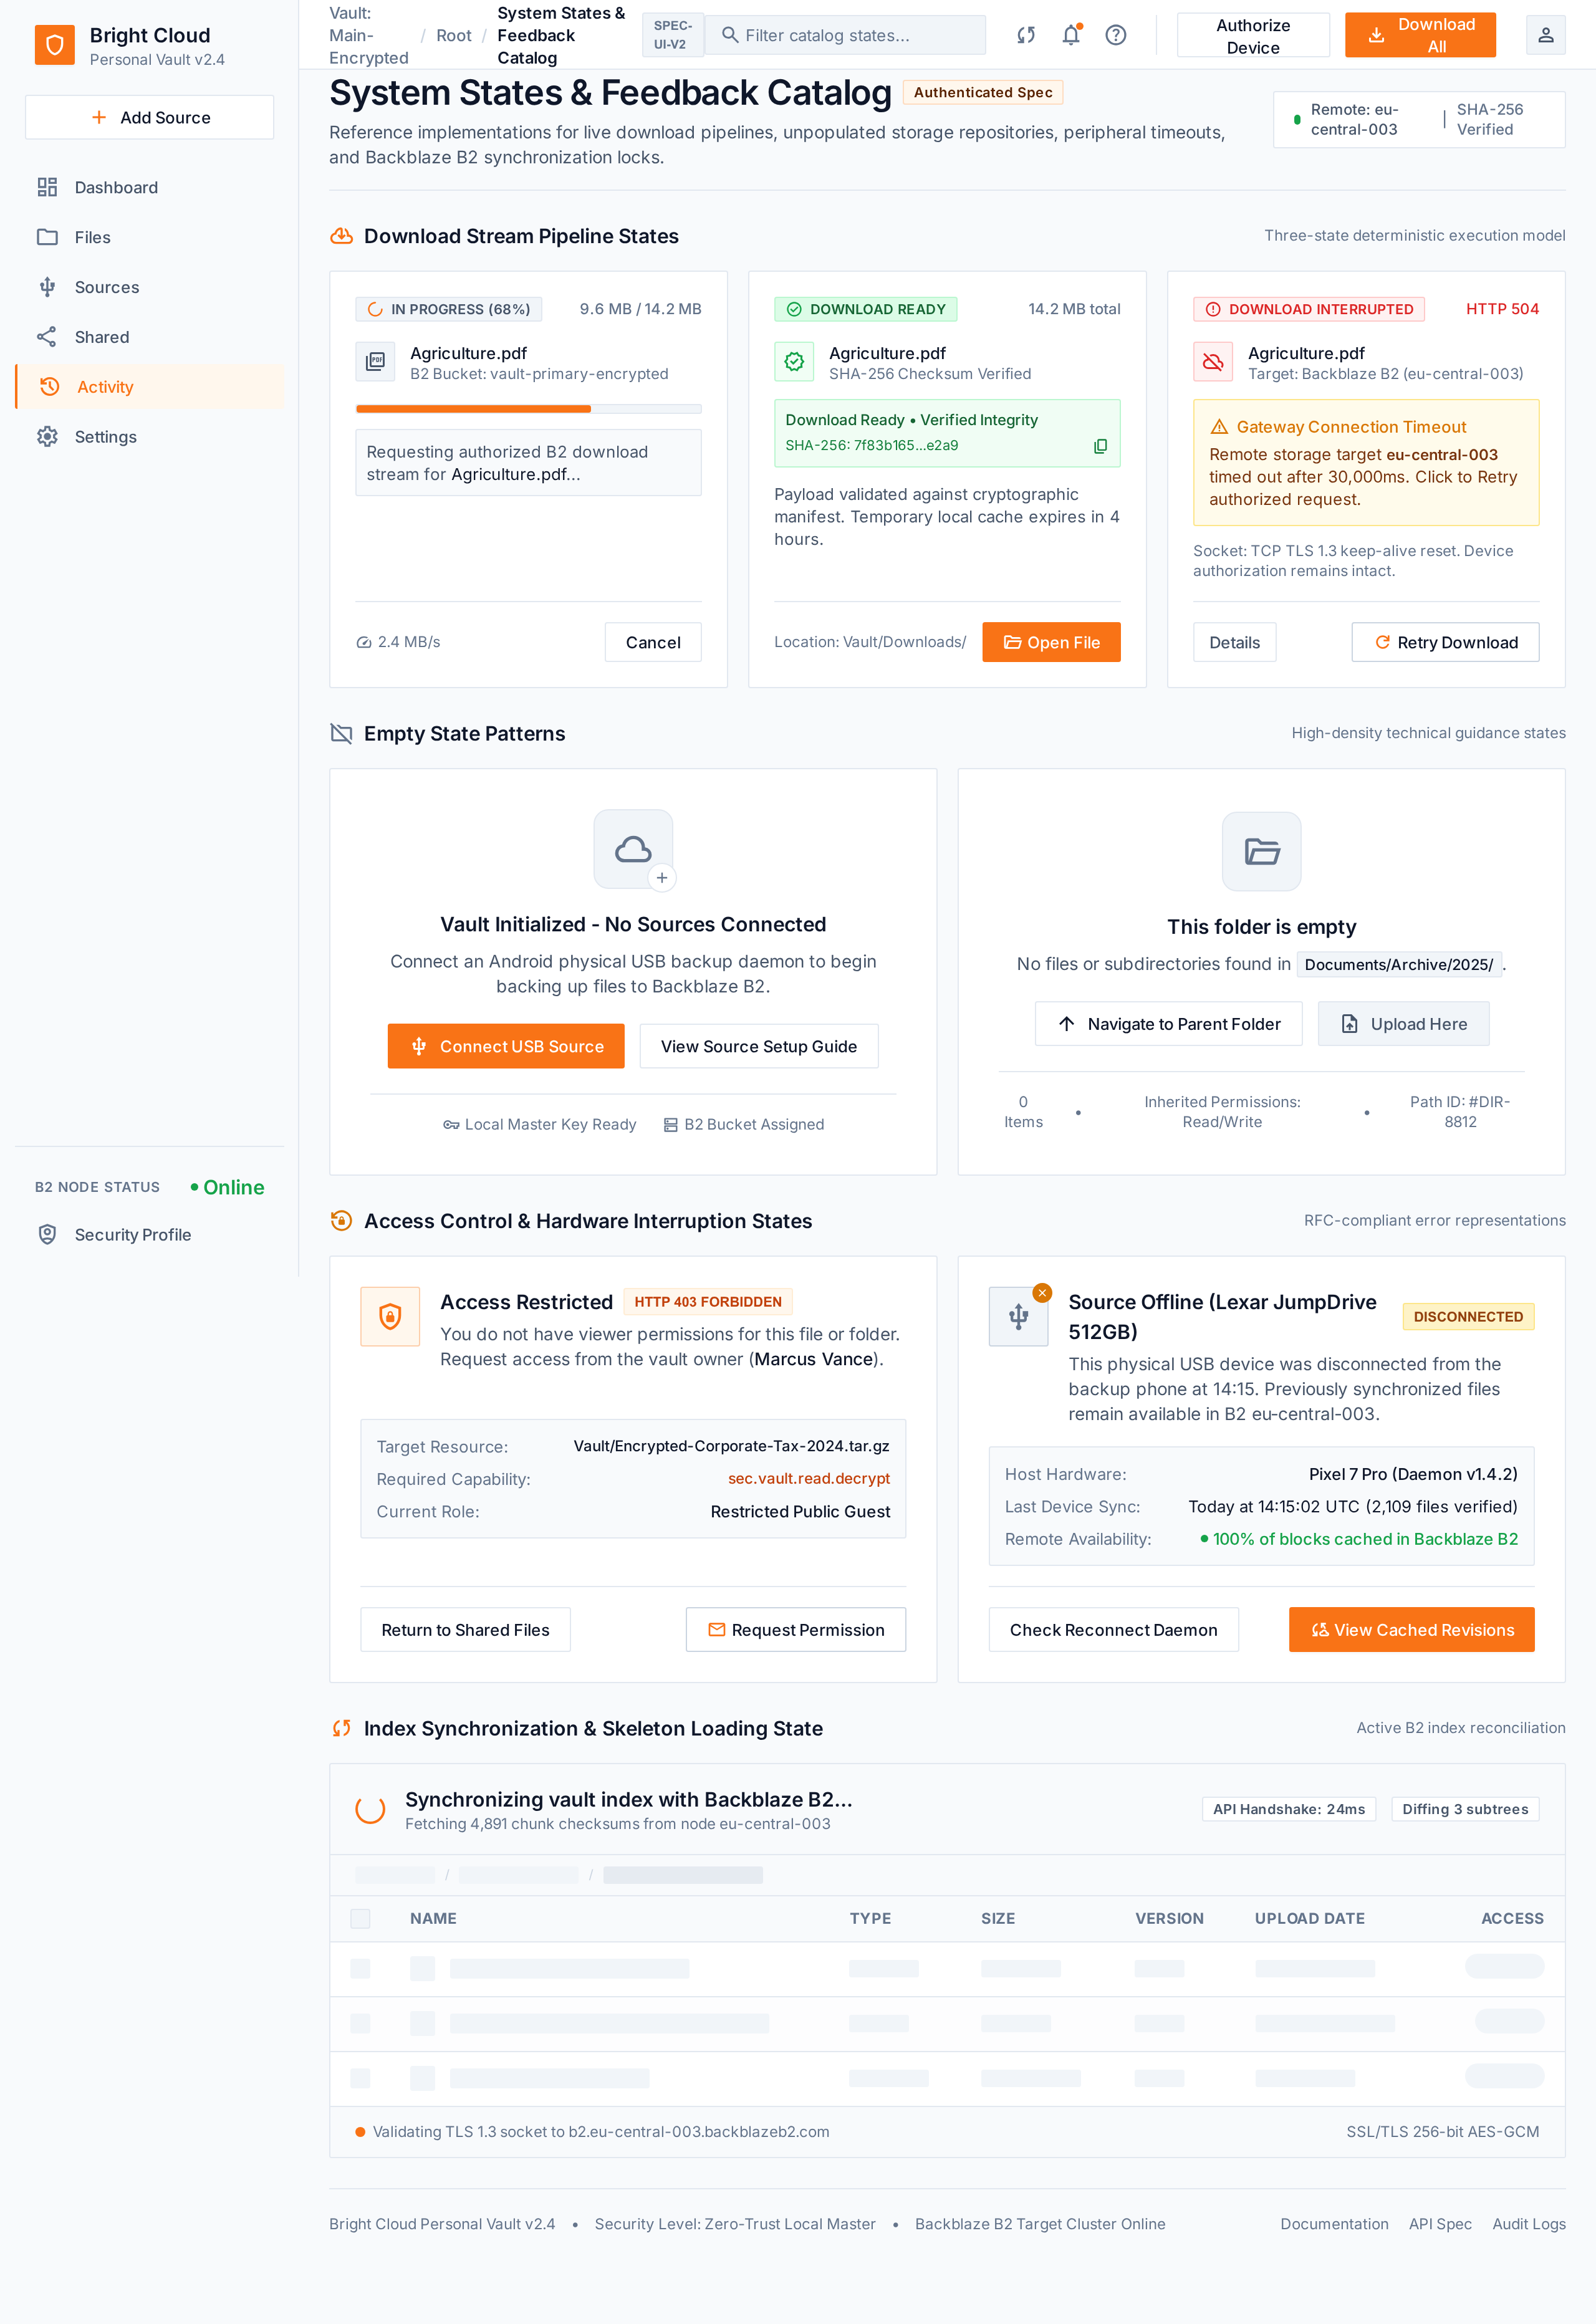 Bright Cloud
Personal Vault v2.4
Add Source
Dashboard
Files
Sources
Shared
Activity
Settings
B2 NODE STATUS
Online
Security Profile
Vault:
Main-
Encrypted
/
Root
/
System States &
Feedback
Catalog
SPEC-
UI-V2
Filter catalog states...
Authorize
Device
Download
All
System States & Feedback Catalog
Authenticated Spec
Reference implementations for live download pipelines, unpopulated storage repositories, peripheral timeouts,
and Backblaze B2 synchronization locks.
Remote: eu-
central-003
|
SHA-256
Verified
Download Stream Pipeline States
Three-state deterministic execution model
IN PROGRESS (68%)
9.6 MB / 14.2 MB
PDF
Agriculture.pdf
B2 Bucket: vault-primary-encrypted
Requesting authorized B2 download
stream for Agriculture.pdf...
2.4 MB/s
Cancel
DOWNLOAD READY
14.2 MB total
Agriculture.pdf
SHA-256 Checksum Verified
Download Ready • Verified Integrity
SHA-256: 7f83b165...e2a9
Payload validated against cryptographic
manifest. Temporary local cache expires in 4
hours.
Location: Vault/Downloads/
Open File
DOWNLOAD INTERRUPTED
HTTP 504
Agriculture.pdf
Target: Backblaze B2 (eu-central-003)
Gateway Connection Timeout
Remote storage target eu-central-003
timed out after 30,000ms. Click to Retry
authorized request.
Socket: TCP TLS 1.3 keep-alive reset. Device
authorization remains intact.
Details
Retry Download
Empty State Patterns
High-density technical guidance states
Vault Initialized - No Sources Connected
Connect an Android physical USB backup daemon to begin
backing up files to Backblaze B2.
Connect USB Source
View Source Setup Guide
Local Master Key Ready
B2 Bucket Assigned
This folder is empty
No files or subdirectories found in Documents/Archive/2025/ .
Navigate to Parent Folder
Upload Here
0
Items
•
Inherited Permissions:
Read/Write
•
Path ID: #DIR-
8812
Access Control & Hardware Interruption States
RFC-compliant error representations
Access Restricted
HTTP 403 FORBIDDEN
You do not have viewer permissions for this file or folder.
Request access from the vault owner (Marcus Vance).
Target Resource:
Vault/Encrypted-Corporate-Tax-2024.tar.gz
Required Capability:
sec.vault.read.decrypt
Current Role:
Restricted Public Guest
Return to Shared Files
Request Permission
Source Offline (Lexar JumpDrive
512GB)
DISCONNECTED
This physical USB device was disconnected from the
backup phone at 14:15. Previously synchronized files
remain available in B2 eu-central-003.
Host Hardware:
Pixel 7 Pro (Daemon v1.4.2)
Last Device Sync:
Today at 14:15:02 UTC (2,109 files verified)
Remote Availability:
100% of blocks cached in Backblaze B2
Check Reconnect Daemon
View Cached Revisions
Index Synchronization & Skeleton Loading State
Active B2 index reconciliation
Synchronizing vault index with Backblaze B2...
Fetching 4,891 chunk checksums from node eu-central-003
API Handshake: 24ms
Diffing 3 subtrees
/
/
NAME
TYPE
SIZE
VERSION
UPLOAD DATE
ACCESS
Validating TLS 1.3 socket to b2.eu-central-003.backblazeb2.com
SSL/TLS 256-bit AES-GCM
Bright Cloud Personal Vault v2.4 • Security Level: Zero-Trust Local Master • Backblaze B2 Target Cluster Online
Documentation
API Spec
Audit Logs